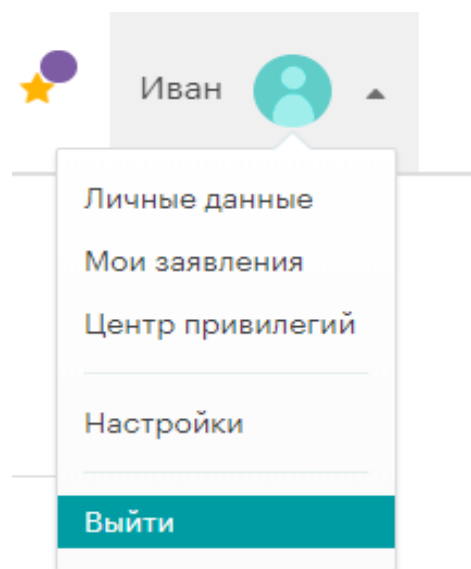 Иван
Личные данные
Мои заявления
Центр привилегий
Настройки
Выйти